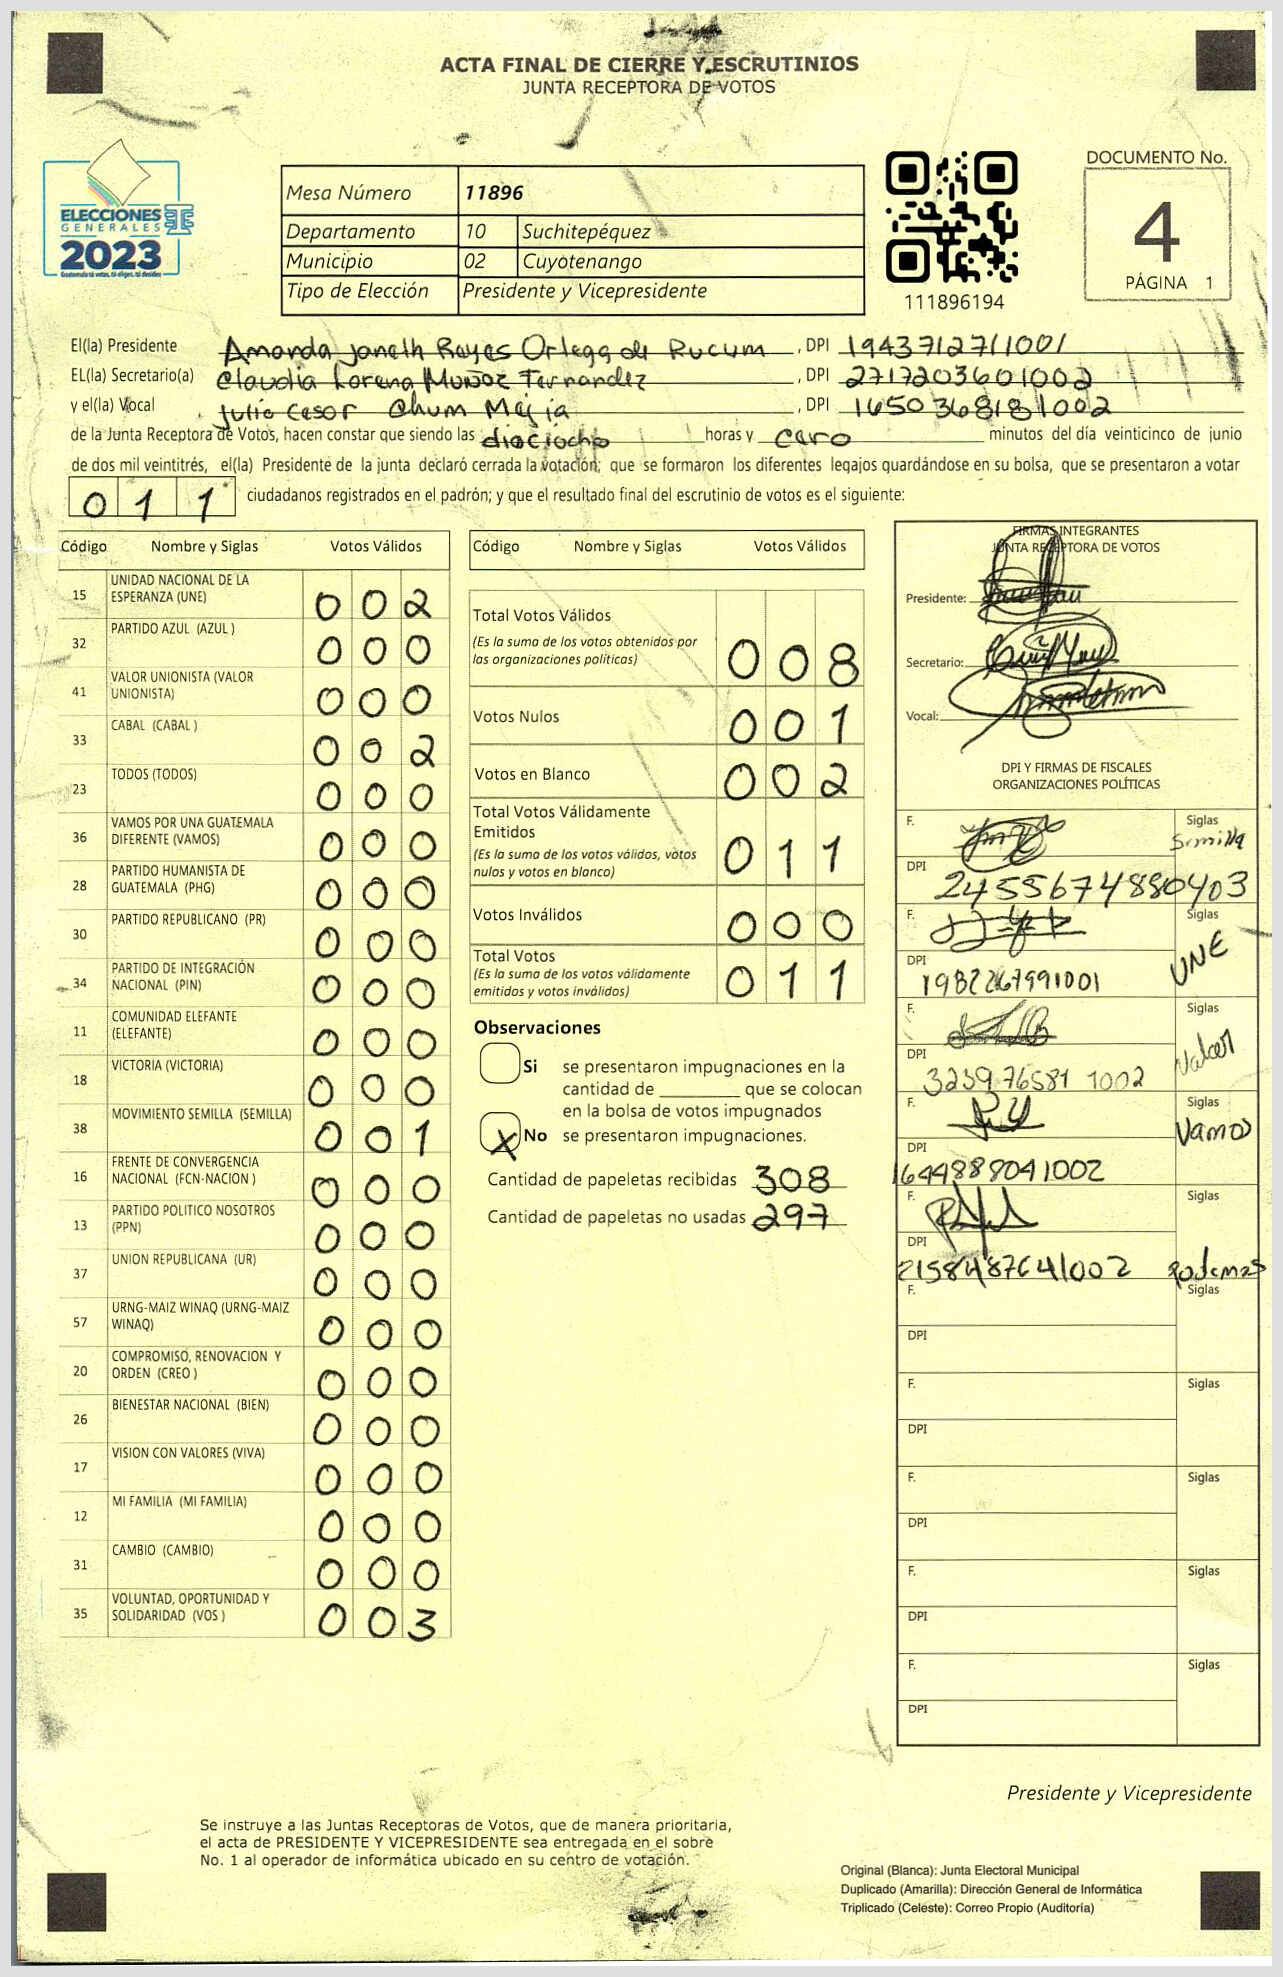 ACTA FINAL DE CIERRE Y ESCRUTINIOS
JUNTA RECEPTORA DE VOTOS
ELECCIONES
GENERALES
2023
Mesa Número 11896
Departamento 10 Suchitepéquez
Municipio 02 Cuyotenango
Tipo de Elección Presidente y Vicepresidente
111896194
DOCUMENTO No.
4
PÁGINA 1
El(la) Presidente Amanda Janeth Reyes Ortega de Rucum , DPI 1943712711001
EL(la) Secretario(a) Claudia Lorena Muñoz Fernandez , DPI 2717203601002
y el(la) Vocal Julio Cesar Chum Mejia , DPI 1650368181002
de la Junta Receptora de Votos, hacen constar que siendo las dieciocho horas y cero minutos del día veinticinco de junio
de dos mil veintitrés, el(la) Presidente de la junta declaró cerrada la votación; que se formaron los diferentes legajos guardándose en su bolsa, que se presentaron a votar
0 1 1 ciudadanos registrados en el padrón; y que el resultado final del escrutinio de votos es el siguiente:
Código Nombre y Siglas Votos Válidos
15 UNIDAD NACIONAL DE LA ESPERANZA (UNE) 0 0 2
32 PARTIDO AZUL (AZUL ) 0 0 0
41 VALOR UNIONISTA (VALOR UNIONISTA) 0 0 0
33 CABAL (CABAL ) 0 0 2
23 TODOS (TODOS) 0 0 0
36 VAMOS POR UNA GUATEMALA DIFERENTE (VAMOS) 0 0 0
28 PARTIDO HUMANISTA DE GUATEMALA (PHG) 0 0 0
30 PARTIDO REPUBLICANO (PR) 0 0 0
34 PARTIDO DE INTEGRACIÓN NACIONAL (PIN) 0 0 0
11 COMUNIDAD ELEFANTE (ELEFANTE) 0 0 0
18 VICTORIA (VICTORIA) 0 0 0
38 MOVIMIENTO SEMILLA (SEMILLA) 0 0 1
16 FRENTE DE CONVERGENCIA NACIONAL (FCN-NACION ) 0 0 0
13 PARTIDO POLITICO NOSOTROS (PPN) 0 0 0
37 UNION REPUBLICANA (UR) 0 0 0
57 URNG-MAIZ WINAQ (URNG-MAIZ WINAQ) 0 0 0
20 COMPROMISO, RENOVACION Y ORDEN (CREO ) 0 0 0
26 BIENESTAR NACIONAL (BIEN) 0 0 0
17 VISION CON VALORES (VIVA) 0 0 0
12 MI FAMILIA (MI FAMILIA) 0 0 0
31 CAMBIO (CAMBIO) 0 0 0
35 VOLUNTAD, OPORTUNIDAD Y SOLIDARIDAD (VOS ) 0 0 3
Código Nombre y Siglas Votos Válidos
Total Votos Válidos
(Es la suma de los votos obtenidos por
las organizaciones políticas) 0 0 8
Votos Nulos 0 0 1
Votos en Blanco 0 0 2
Total Votos Válidamente
Emitidos
(Es la suma de los votos válidos, votos
nulos y votos en blanco) 0 1 1
Votos Inválidos 0 0 0
Total Votos
(Es la suma de los votos válidamente
emitidos y votos inválidos) 0 1 1
Observaciones
Si se presentaron impugnaciones en la
cantidad de ________ que se colocan
en la bolsa de votos impugnados
X No se presentaron impugnaciones.
Cantidad de papeletas recibidas 308
Cantidad de papeletas no usadas 297
FIRMAS INTEGRANTES
JUNTA RECEPTORA DE VOTOS
Presidente:
Secretario:
Vocal:
DPI Y FIRMAS DE FISCALES
ORGANIZACIONES POLÍTICAS
F. Siglas Semilla
DPI 2455674880403
F. Siglas UNE
DPI 1982267991001
F. Siglas Valor
DPI 323976581 1002
F. Siglas Vamos
DPI 1644888041002
F. Siglas Podemos
DPI 2158487641002
F. Siglas
DPI
F. Siglas
DPI
F. Siglas
DPI
F. Siglas
DPI
F. Siglas
DPI
Presidente y Vicepresidente
Se instruye a las Juntas Receptoras de Votos, que de manera prioritaria,
el acta de PRESIDENTE Y VICEPRESIDENTE sea entregada en el sobre
No. 1 al operador de informática ubicado en su centro de votación.
Original (Blanca): Junta Electoral Municipal
Duplicado (Amarilla): Dirección General de Informática
Triplicado (Celeste): Correo Propio (Auditoría)